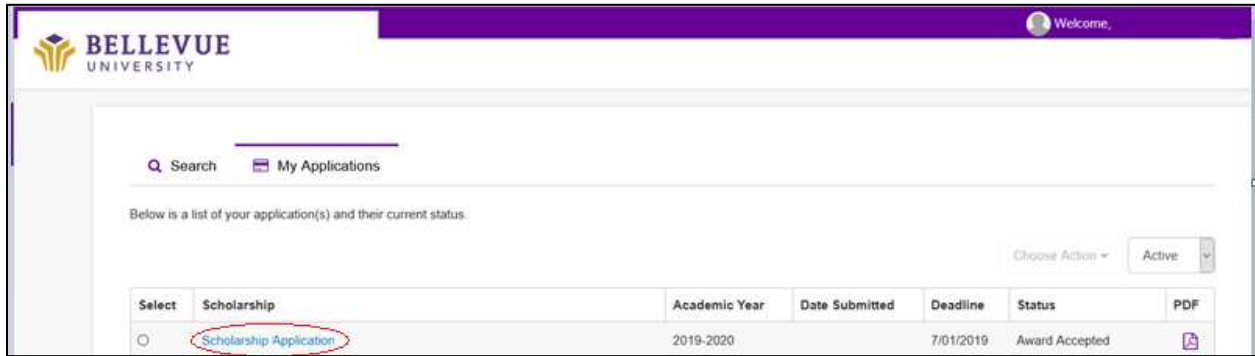 Welcome,
BELLEVUE
UNIVERSITY
Search My Applications
Below is a list of your application(s) and their current status.
Choose Action Active
Select Scholarship Academic Year Date Submitted Deadline Status PDF
Scholarship Application 2019-2020 7/01/2019 Award Accepted